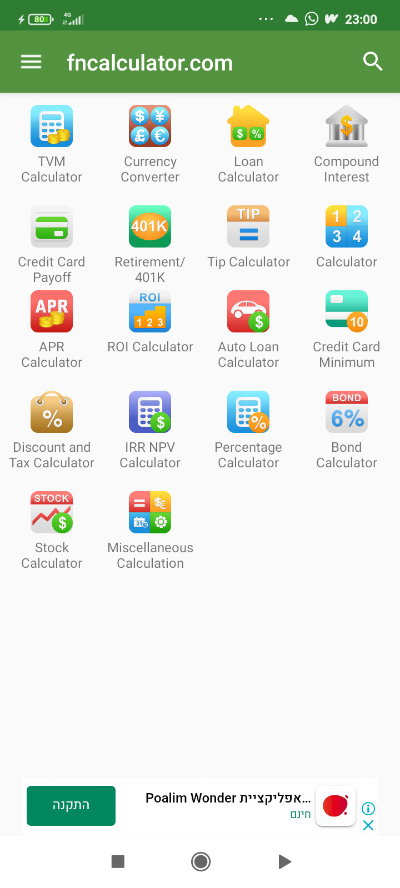 80 4G ... 23:00
fncalculator.com
TVM
Calculator
$ ¥ £ €
Currency
Converter
$ %
Loan
Calculator
$
Compound
Interest
Credit Card
Payoff
401K
Retirement/
401K
TIP
Tip Calculator
1 2
3 4
Calculator
APR
APR
Calculator
ROI
1 2 3
ROI Calculator
$
Auto Loan
Calculator
10
Credit Card
Minimum
%
Discount and
Tax Calculator
$
IRR NPV
Calculator
%
Percentage
Calculator
BOND
6%
Bond
Calculator
STOCK
$
Stock
Calculator
Miscellaneous
Calculation
אפליקציית Poalim Wonder...
חינם
התקנה